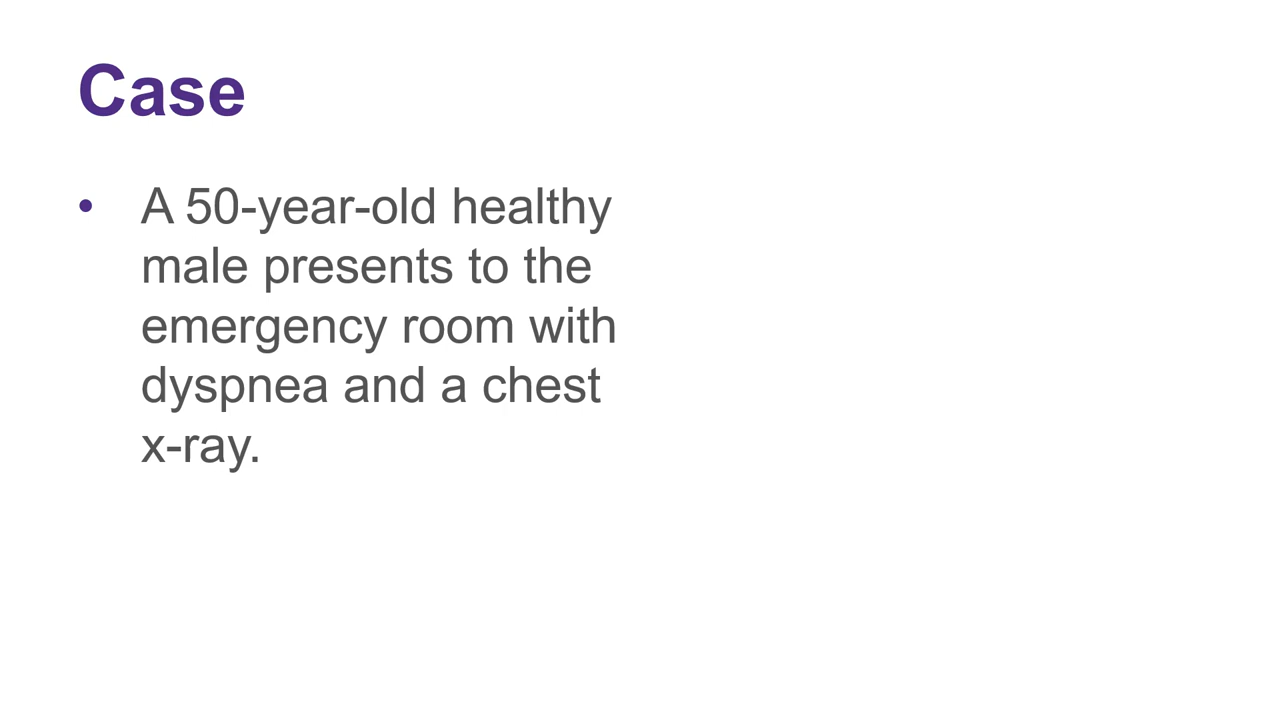 Case
• A 50-year-old healthy
male presents to the
emergency room with
dyspnea and a chest
x-ray.